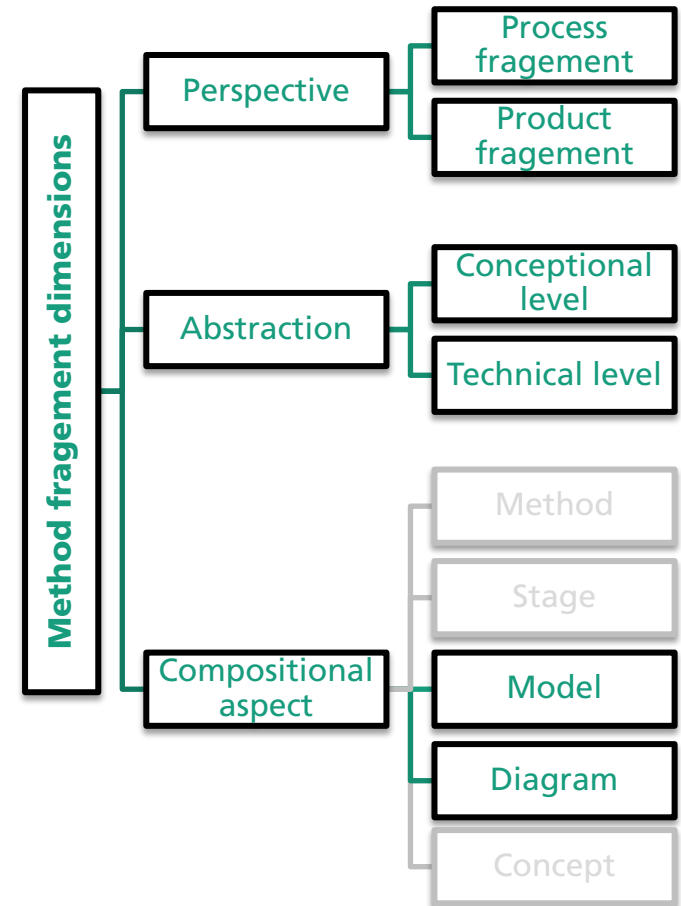 Method fragement dimensions
Perspective
Process
fragement
Product
fragement
Abstraction
Conceptional
level
Technical level
Compositional
aspect
Method
Stage
Model
Diagram
Concept